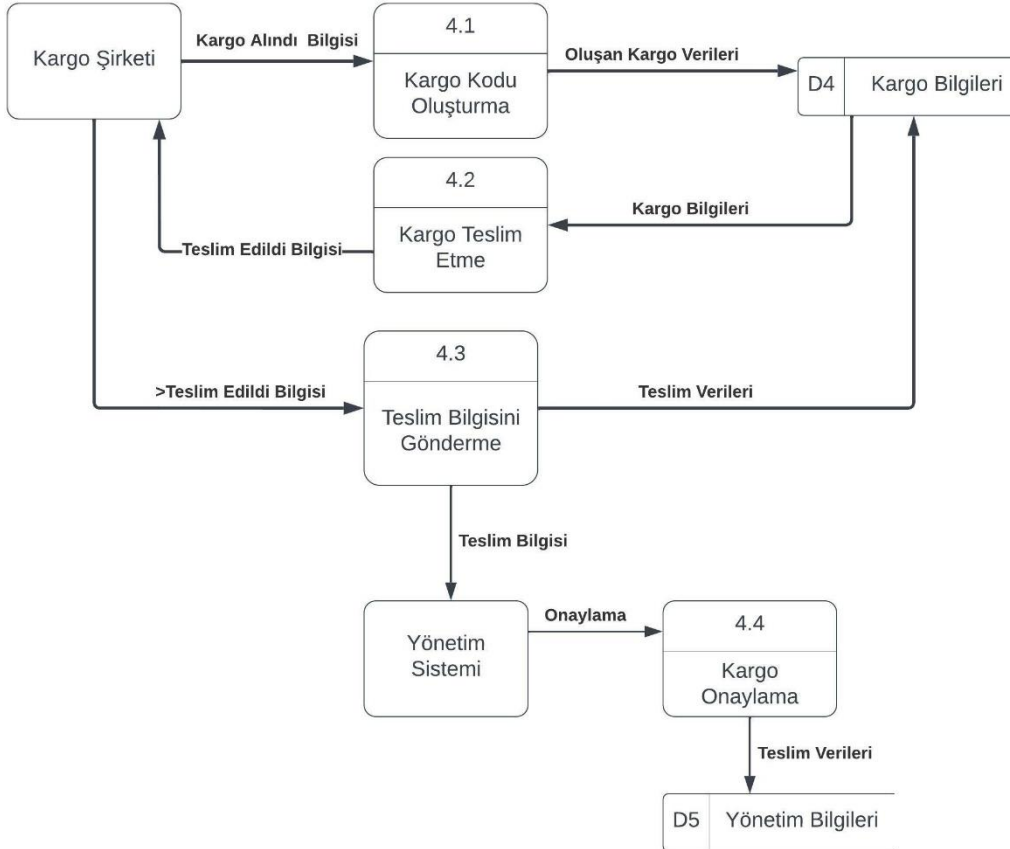 Kargo Şirketi
Kargo Alındı Bilgisi
4.1
Kargo Kodu
Oluşturma
Oluşan Kargo Verileri
D4
Kargo Bilgileri
4.2
Kargo Teslim
Etme
Kargo Bilgileri
Teslim Edildi Bilgisi
>Teslim Edildi Bilgisi
4.3
Teslim Bilgisini
Gönderme
Teslim Verileri
Teslim Bilgisi
Yönetim
Sistemi
Onaylama
4.4
Kargo
Onaylama
Teslim Verileri
D5
Yönetim Bilgileri